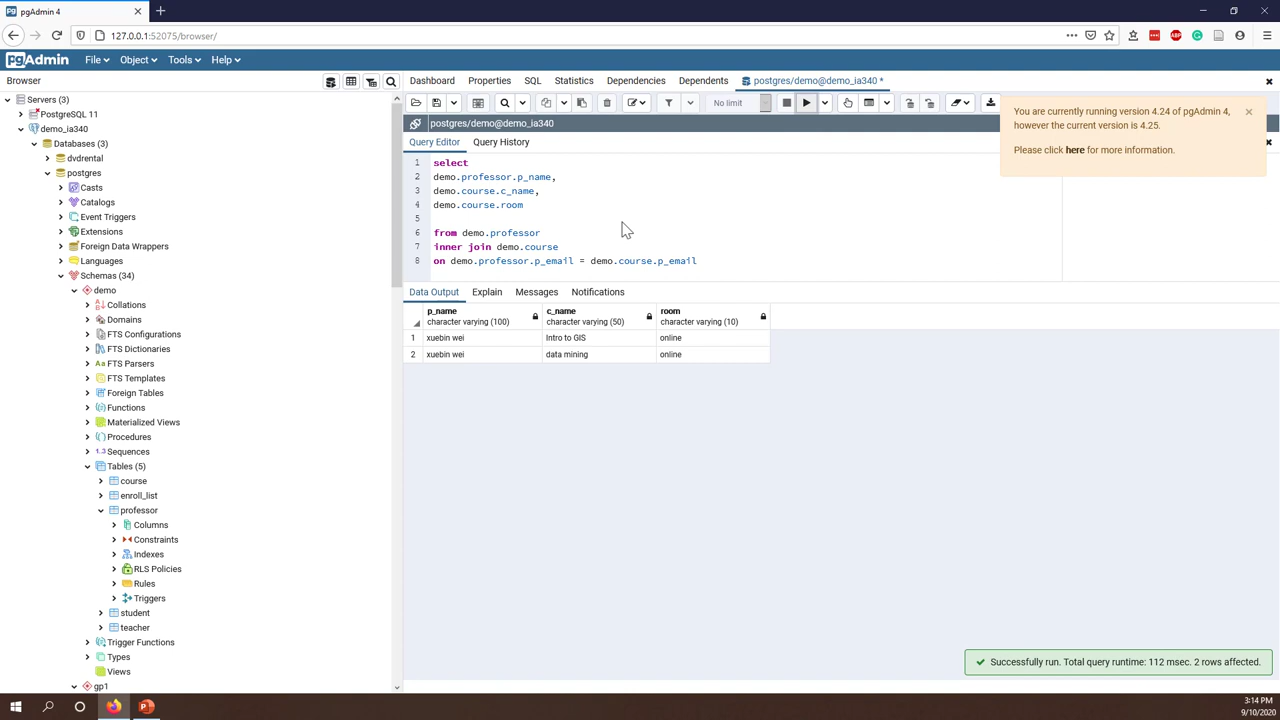 pgAdmin 4
127.0.0.1:52075/browser/
pgAdmin File Object Tools Help
Browser
Dashboard Properties SQL Statistics Dependencies Dependents postgres/demo@demo_ia340 *
No limit
postgres/demo@demo_ia340
Query Editor Query History
You are currently running version 4.24 of pgAdmin 4,
however the current version is 4.25.
Please click here for more information.
Servers (3)
PostgreSQL 11
demo_ia340
Databases (3)
dvdrental
postgres
Casts
Catalogs
Event Triggers
Extensions
Foreign Data Wrappers
Languages
Schemas (34)
demo
Collations
Domains
FTS Configurations
FTS Dictionaries
Aa FTS Parsers
FTS Templates
Foreign Tables
Functions
Materialized Views
Procedures
1..3 Sequences
Tables (5)
course
enroll_list
professor
Columns
Constraints
Indexes
RLS Policies
Rules
Triggers
student
teacher
Trigger Functions
Types
Views
gp1
1 select
2 demo.professor.p_name,
3 demo.course.c_name,
4 demo.course.room
5
6 from demo.professor
7 inner join demo.course
8 on demo.professor.p_email = demo.course.p_email
Data Output Explain Messages Notifications
p_name c_name room
character varying (100) character varying (50) character varying (10)
1 xuebin wei Intro to GIS online
2 xuebin wei data mining online
Successfully run. Total query runtime: 112 msec. 2 rows affected.
3:14 PM
9/10/2020